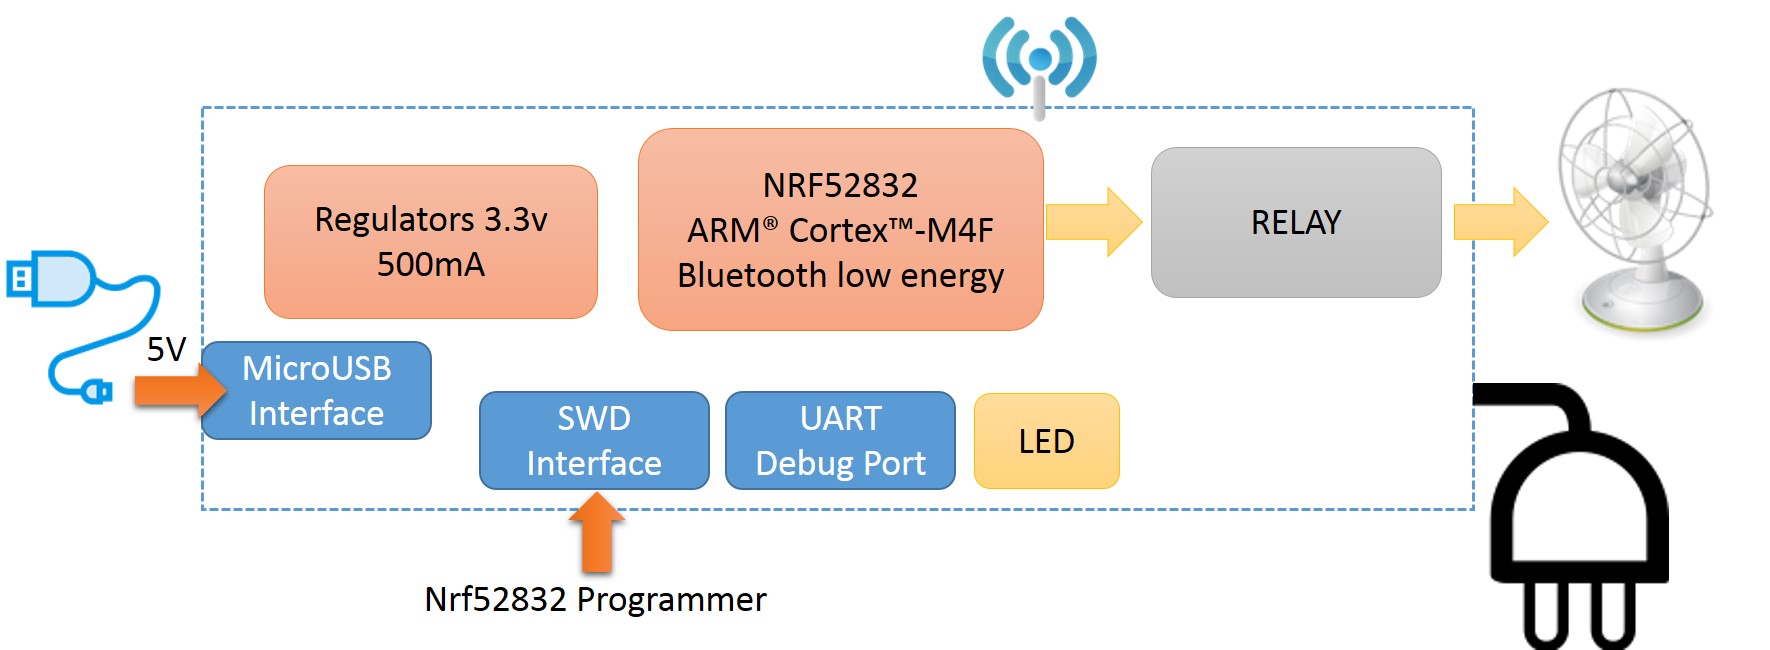 Regulators 3.3v
500mA
NRF52832
ARM® Cortex™-M4F
Bluetooth low energy
RELAY
5V
MicroUSB
Interface
SWD
Interface
UART
Debug Port
LED
Nrf52832 Programmer